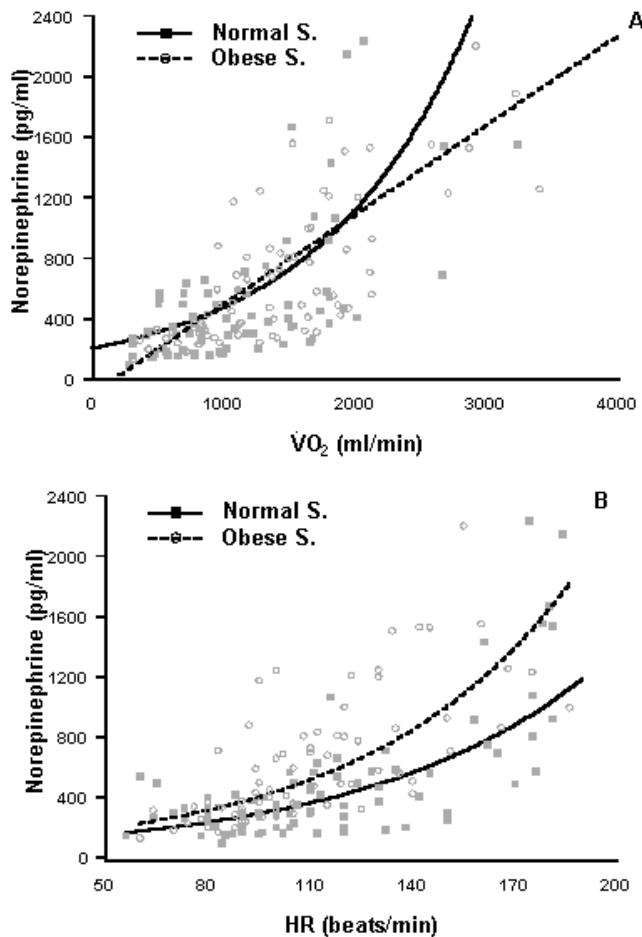 A
Normal S.
Obese S.
Norepinephrine (pg/ml)
2400
2000
1600
1200
800
400
0
0 1000 2000 3000 4000
V̇O₂ (ml/min)
B
Normal S.
Obese S.
Norepinephrine (pg/ml)
2400
2000
1600
1200
800
400
0
50 80 110 140 170 200
HR (beats/min)